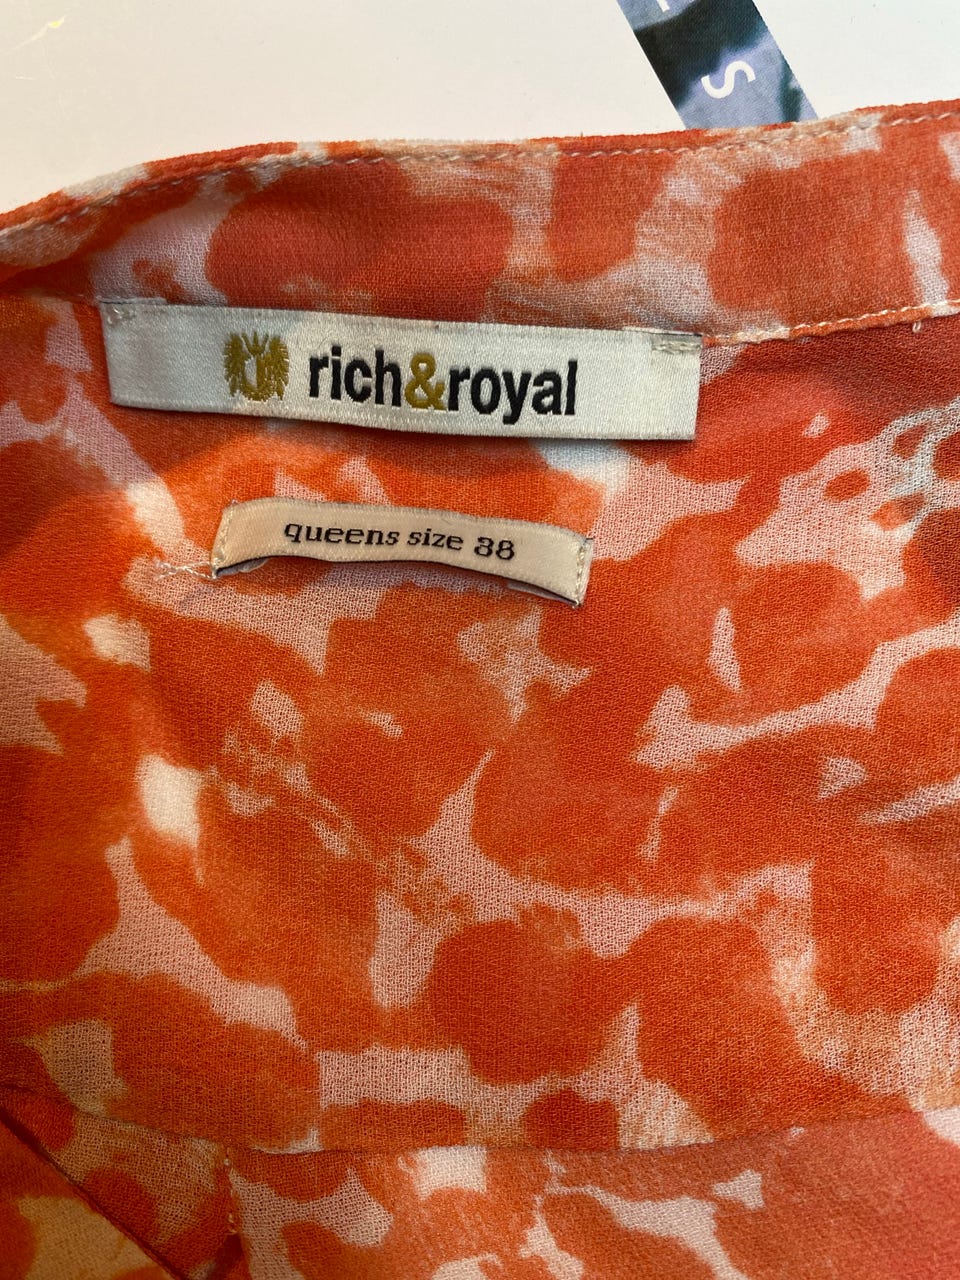 S
rich&royal
queens size 38